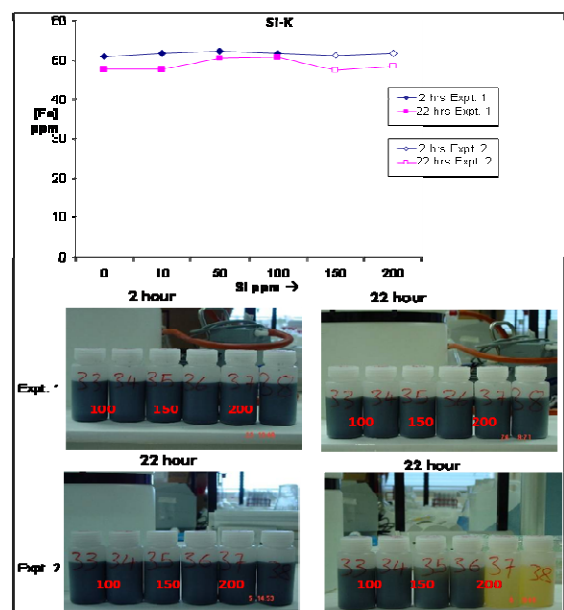 Si-K
60
50
40
30
20
10
0
[Fe]
ppm
2 hrs Expt. 1
22 hrs Expt. 1
2 hrs Expt. 2
22 hrs Expt. 2
0 10 50 100 150 200
Si ppm →
2 hour
22 hour
Expt. 1
33 34 35 36 37 38
100 150 200
33 34 35 36 37 38
100 150 200
22 hour
22 hour
Expt 2
33 34 35 36 37 38
100 150 200
33 34 35 36 37 38
100 150 200